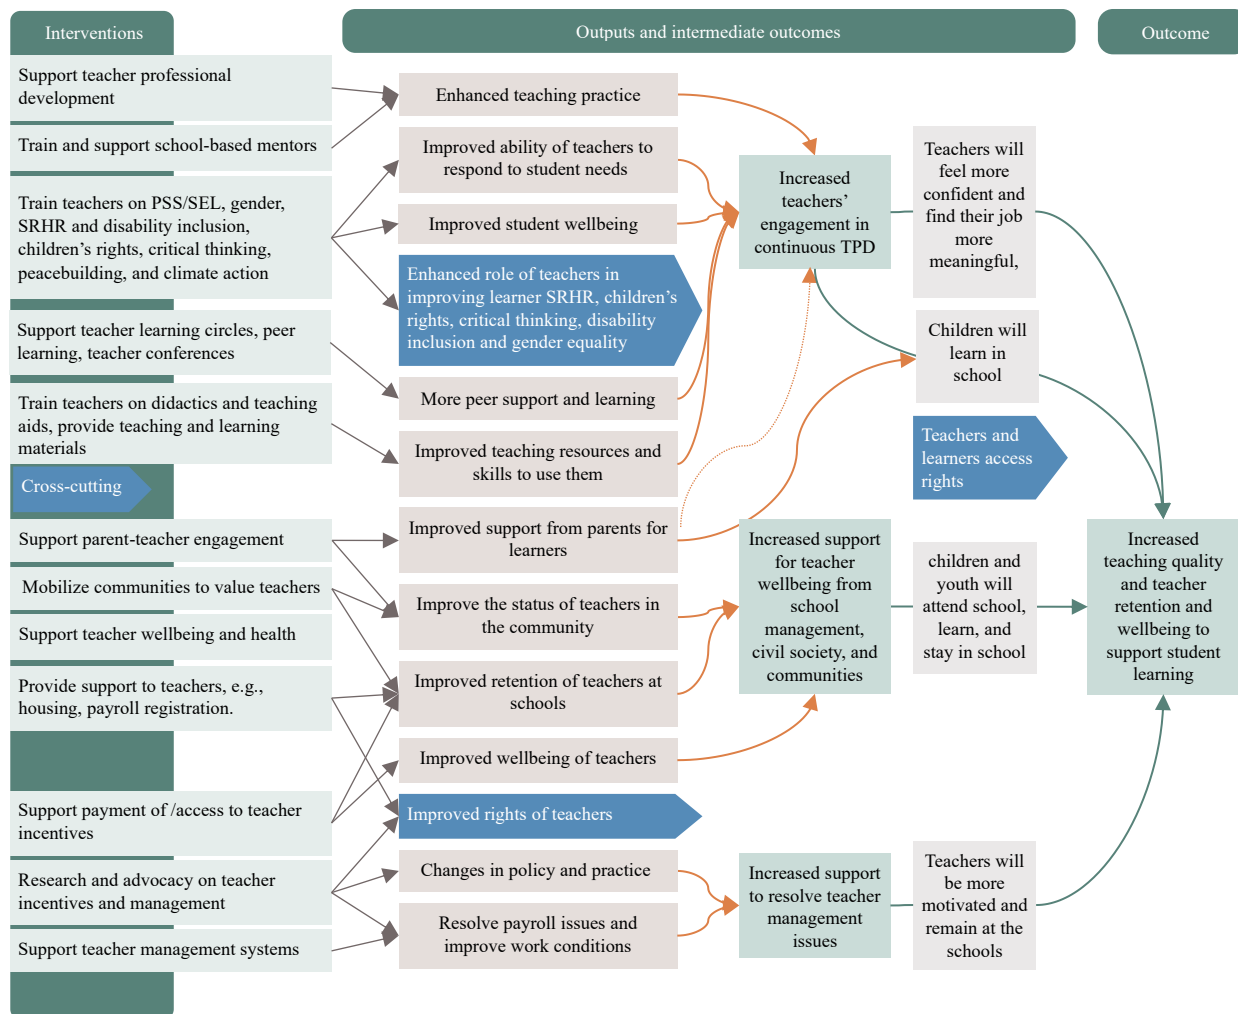 Interventions
Outputs and intermediate outcomes
Outcome
Support teacher professional
development
Train and support school-based mentors
Train teachers on PSS/SEL, gender,
SRHR and disability inclusion,
children's rights, critical thinking,
peacebuilding, and climate action
Support teacher learning circles, peer
learning, teacher conferences
Train teachers on didactics and teaching
aids, provide teaching and learning
materials
Cross-cutting
Support parent-teacher engagement
Mobilize communities to value teachers
Support teacher wellbeing and health
Provide support to teachers, e.g.,
housing, payroll registration.
Support payment of /access to teacher
incentives
Research and advocacy on teacher
incentives and management
Support teacher management systems
Enhanced teaching practice
Improved ability of teachers to
respond to student needs
Improved student wellbeing
Enhanced role of teachers in
improving learner SRHR, children's
rights, critical thinking, disability
inclusion and gender equality
More peer support and learning
Improved teaching resources and
skills to use them
Improved support from parents for
learners
Improve the status of teachers in
the community
Improved retention of teachers at
schools
Improved wellbeing of teachers
Improved rights of teachers
Changes in policy and practice
Resolve payroll issues and
improve work conditions
Increased
teachers'
engagement in
continuous TPD
Increased support
for teacher
wellbeing from
school
management,
civil society, and
communities
Increased support
to resolve teacher
management
issues
Teachers will
feel more
confident and
find their job
more
meaningful,
Children will
learn in
school
Teachers and
learners access
rights
children and
youth will
attend school,
learn, and
stay in school
Teachers will
be more
motivated and
remain at the
schools
Increased
teaching quality
and teacher
retention and
wellbeing to
support student
learning